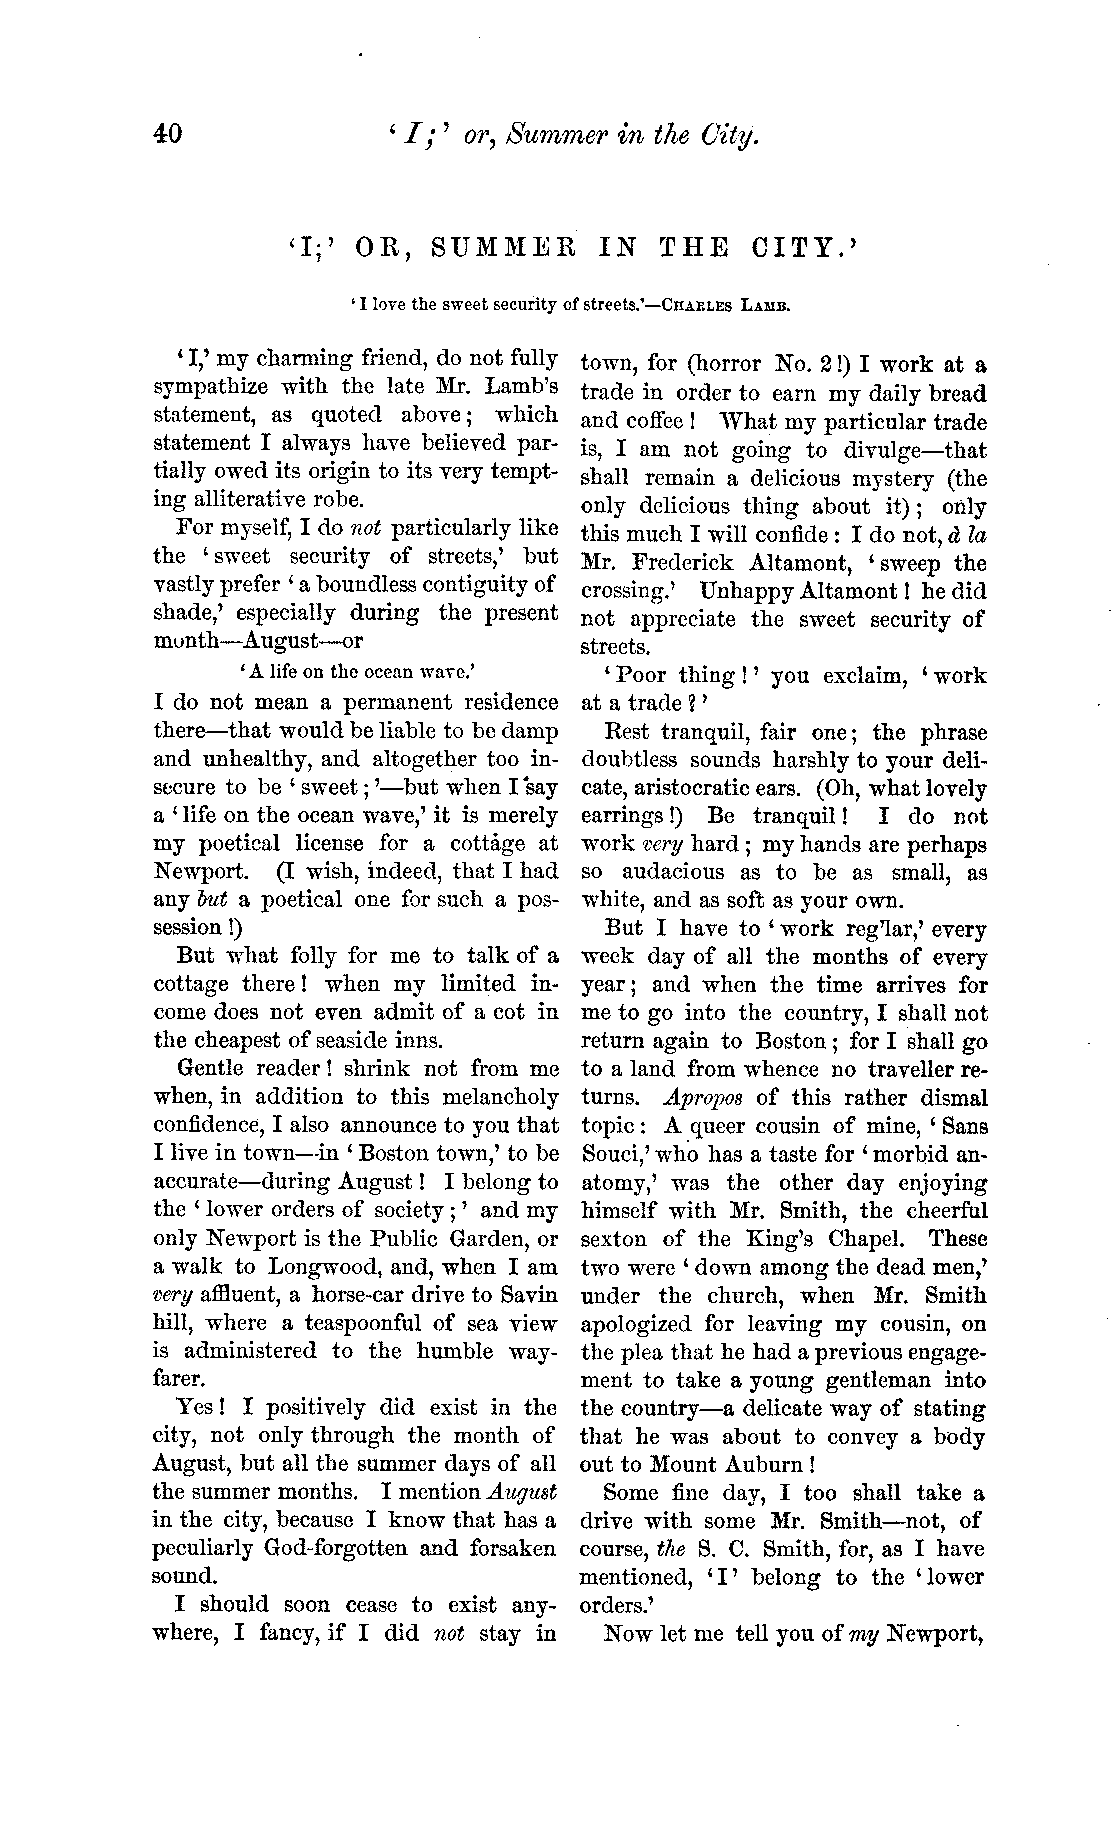 40 ‘I;’ or, Summer in the City.
‘I;’ OR, SUMMER IN THE CITY.’
‘I love the sweet security of streets.’—CHARLES LAMB.
‘I,’ my charming friend, do not fully
sympathize with the late Mr. Lamb’s
statement, as quoted above; which
statement I always have believed par-
tially owed its origin to its very tempt-
ing alliterative robe.
For myself, I do not particularly like
the ‘sweet security of streets,’ but
vastly prefer ‘a boundless contiguity of
shade,’ especially during the present
month—August—or
‘A life on the ocean wave.’
I do not mean a permanent residence
there—that would be liable to be damp
and unhealthy, and altogether too in-
secure to be ‘sweet;’—but when I say
a ‘life on the ocean wave,’ it is merely
my poetical license for a cottage at
Newport. (I wish, indeed, that I had
any but a poetical one for such a pos-
session!)
But what folly for me to talk of a
cottage there! when my limited in-
come does not even admit of a cot in
the cheapest of seaside inns.
Gentle reader! shrink not from me
when, in addition to this melancholy
confidence, I also announce to you that
I live in town—in ‘Boston town,’ to be
accurate—during August! I belong to
the ‘lower orders of society;’ and my
only Newport is the Public Garden, or
a walk to Longwood, and, when I am
very affluent, a horse-car drive to Savin
hill, where a teaspoonful of sea view
is administered to the humble way-
farer.
Yes! I positively did exist in the
city, not only through the month of
August, but all the summer days of all
the summer months. I mention August
in the city, because I know that has a
peculiarly God-forgotten and forsaken
sound.
I should soon cease to exist any-
where, I fancy, if I did not stay in
town, for (horror No. 2!) I work at a
trade in order to earn my daily bread
and coffee! What my particular trade
is, I am not going to divulge—that
shall remain a delicious mystery (the
only delicious thing about it); only
this much I will confide: I do not, à la
Mr. Frederick Altamont, ‘sweep the
crossing.’ Unhappy Altamont! he did
not appreciate the sweet security of
streets.
‘Poor thing!’ you exclaim, ‘work
at a trade?’
Rest tranquil, fair one; the phrase
doubtless sounds harshly to your deli-
cate, aristocratic ears. (Oh, what lovely
earrings!) Be tranquil! I do not
work very hard; my hands are perhaps
so audacious as to be as small, as
white, and as soft as your own.
But I have to ‘work reg’lar,’ every
week day of all the months of every
year; and when the time arrives for
me to go into the country, I shall not
return again to Boston; for I shall go
to a land from whence no traveller re-
turns. Apropos of this rather dismal
topic: A queer cousin of mine, ‘Sans
Souci,’ who has a taste for ‘morbid an-
atomy,’ was the other day enjoying
himself with Mr. Smith, the cheerful
sexton of the King’s Chapel. These
two were ‘down among the dead men,’
under the church, when Mr. Smith
apologized for leaving my cousin, on
the plea that he had a previous engage-
ment to take a young gentleman into
the country—a delicate way of stating
that he was about to convey a body
out to Mount Auburn!
Some fine day, I too shall take a
drive with some Mr. Smith—not, of
course, the S. C. Smith, for, as I have
mentioned, ‘I’ belong to the ‘lower
orders.’
Now let me tell you of my Newport,